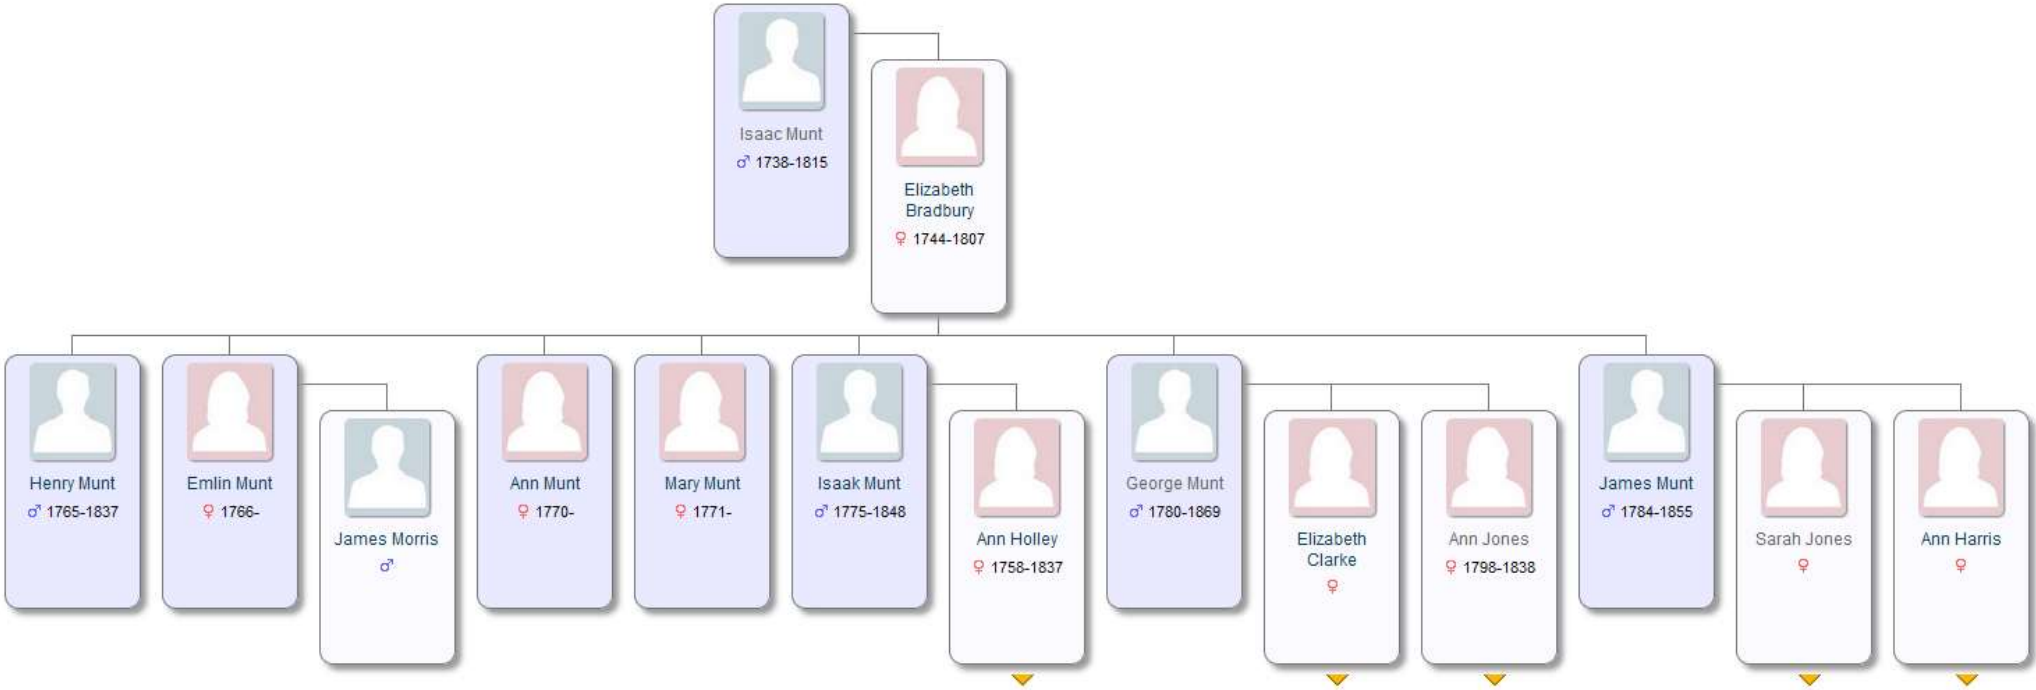 Isaac Munt
♂ 1738-1815
Elizabeth
Bradbury
♀ 1744-1807
Henry Munt
♂ 1765-1837
Emlin Munt
♀ 1766-
James Morris
♂
Ann Munt
♀ 1770-
Mary Munt
♀ 1771-
Isaak Munt
♂ 1775-1848
Ann Holley
♀ 1758-1837
George Munt
♂ 1780-1869
Elizabeth
Clarke
♀
Ann Jones
♀ 1798-1838
James Munt
♂ 1784-1855
Sarah Jones
♀
Ann Harris
♀